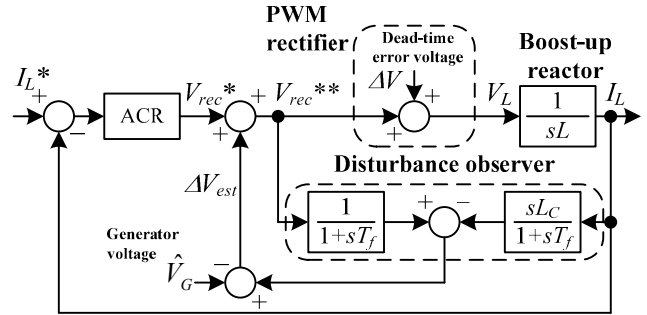 PWM
rectifier
Dead-time
error voltage
Boost-up
reactor
I_L*
+
−
ACR
V_rec*
+
+
V_rec**
ΔV
+
+
V_L
1
sL
I_L
ΔV_est
Disturbance observer
1
1+sT_f
+
−
sL_C
1+sT_f
Generator
voltage
V̂_G
−
+